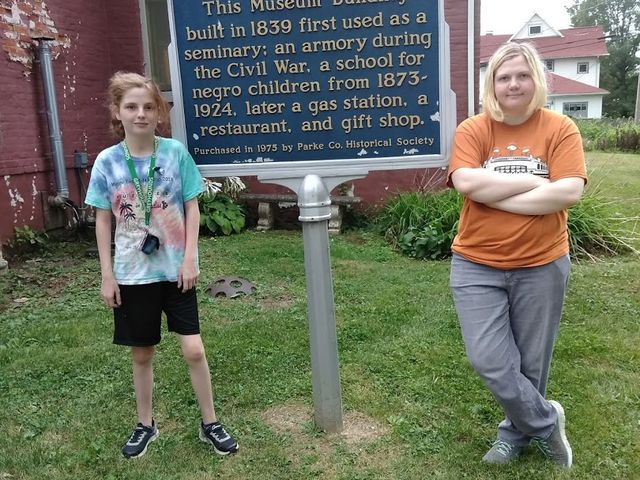 This Museum Building
built in 1839 first used as a
seminary; an armory during
the Civil War, a school for
negro children from 1873-
1924, later a gas station, a
restaurant, and gift shop.
Purchased in 1975 by Parke Co. Historical Society